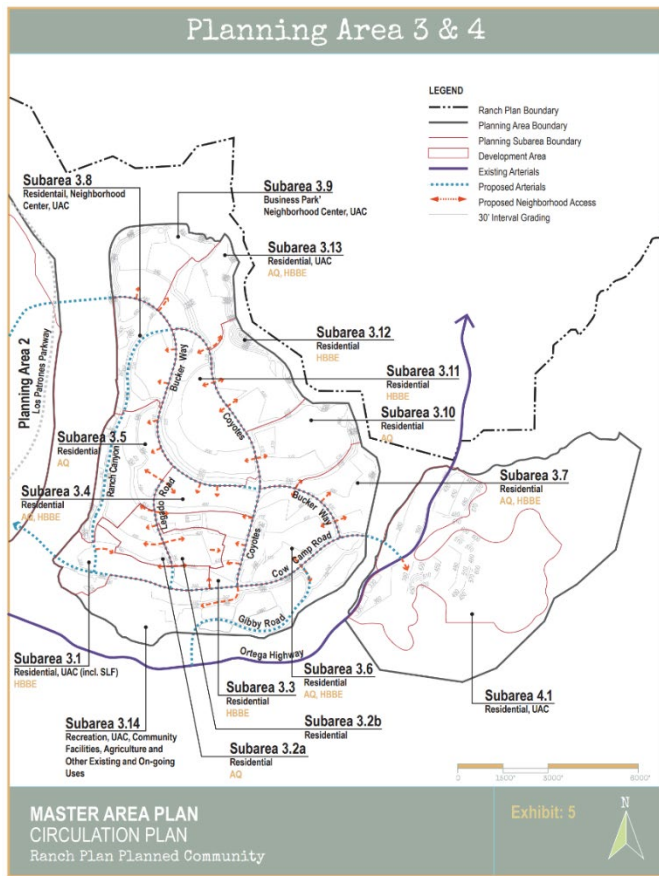 Planning Area 3 & 4
LEGEND
Ranch Plan Boundary
Planning Area Boundary
Planning Subarea Boundary
Development Area
Existing Arterials
Proposed Arterials
Proposed Neighborhood Access
30' Interval Grading
Subarea 3.8
Residentail, Neighborhood
Center, UAC
Subarea 3.9
Business Park'
Neighborhood Center, UAC
Subarea 3.13
Residential, UAC
AQ, HBBE
Subarea 3.12
Residential
HBBE
Subarea 3.11
Residential
HBBE
Subarea 3.10
Residential
AQ
Planning Area 2
Los Patrones Parkway
Bucker Way
Coyotes
Subarea 3.5
Residential
AQ
Ranch Canyon
Subarea 3.4
Residential
AQ, HBBE
Legado Road
Subarea 3.7
Residential
AQ, HBBE
Bucker Way
Coyotes
Cow Camp Road
Gibby Road
Ortega Highway
Subarea 3.1
Residential, UAC (incl. SLF)
HBBE
Subarea 3.3
Residential
HBBE
Subarea 3.6
Residential
AQ, HBBE
Subarea 4.1
Residential, UAC
Subarea 3.14
Recreation, UAC, Community
Facilities, Agriculture and
Other Existing and On-going
Uses
Subarea 3.2b
Residential
Subarea 3.2a
Residential
AQ
0 1500' 3000' 6000'
MASTER AREA PLAN
CIRCULATION PLAN
Ranch Plan Planned Community
Exhibit: 5
N